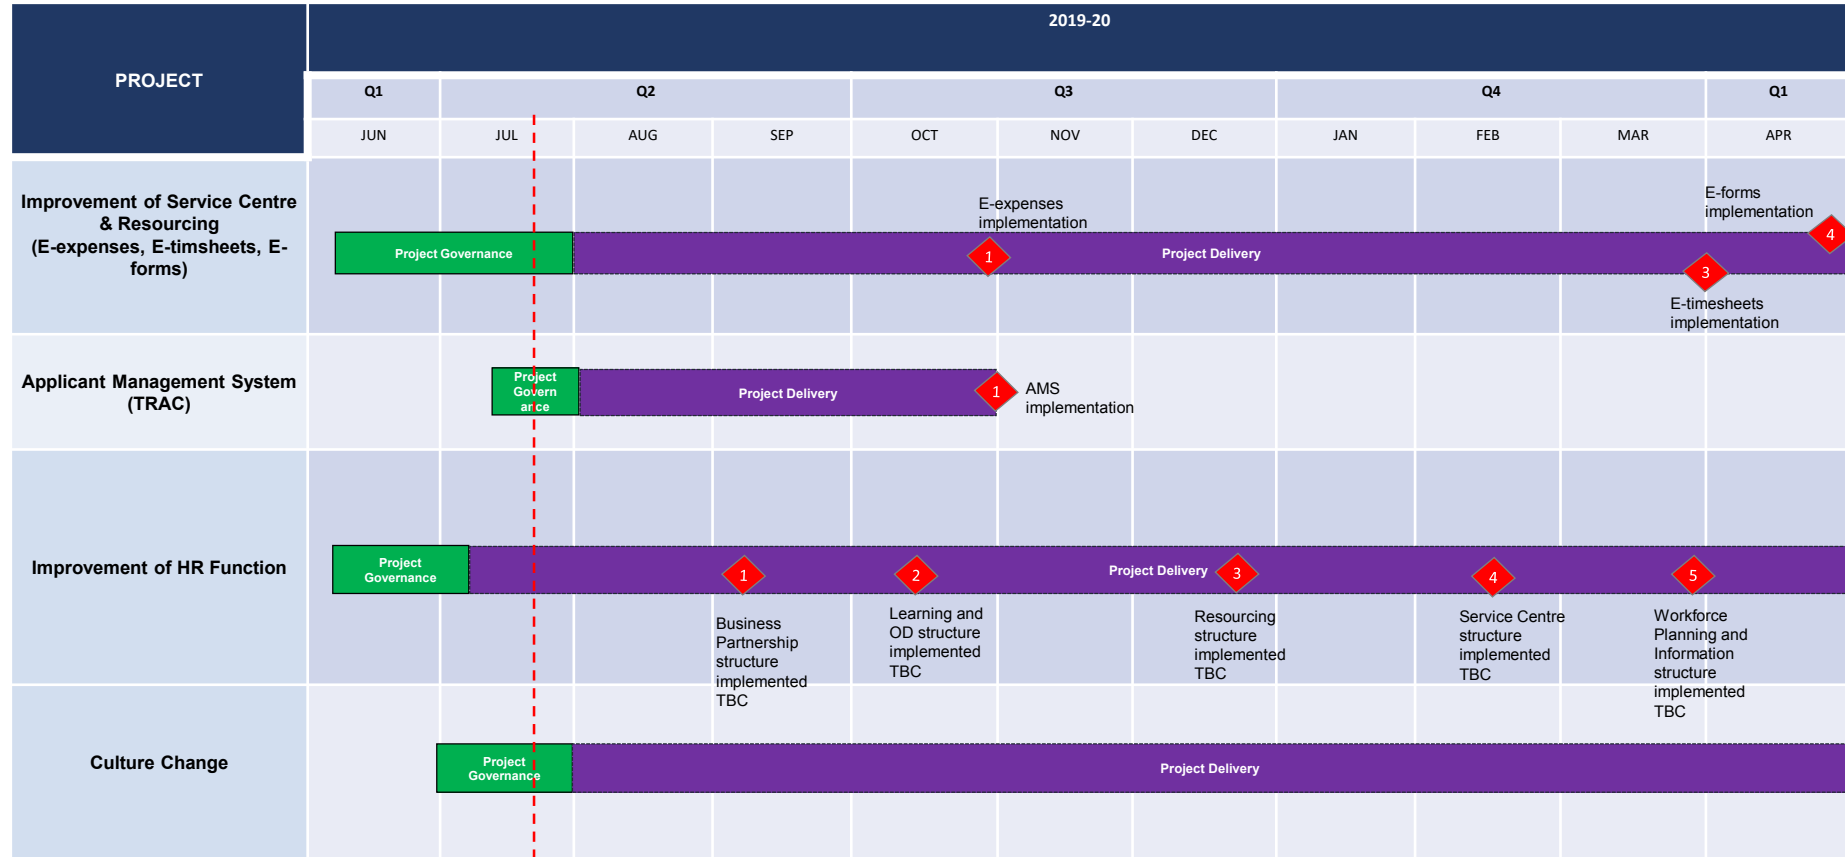 2019-20
PROJECT
Q1
Q2
Q3
Q4
Q1
JUN
JUL
AUG
SEP
OCT
NOV
DEC
JAN
FEB
MAR
APR
Improvement of Service Centre
& Resourcing
(E-expenses, E-timsheets, E-
forms)
Project Governance
E-expenses
implementation
1
Project Delivery
E-forms
implementation
4
3
E-timesheets
implementation
Applicant Management System
(TRAC)
Project
Govern
ance
Project Delivery
1
AMS
implementation
Improvement of HR Function
Project
Governance
1
2
Project Delivery
3
4
5
Business
Partnership
structure
implemented
TBC
Learning and
OD structure
implemented
TBC
Resourcing
structure
implemented
TBC
Service Centre
structure
implemented
TBC
Workforce
Planning and
Information
structure
implemented
TBC
Culture Change
Project
Governance
Project Delivery